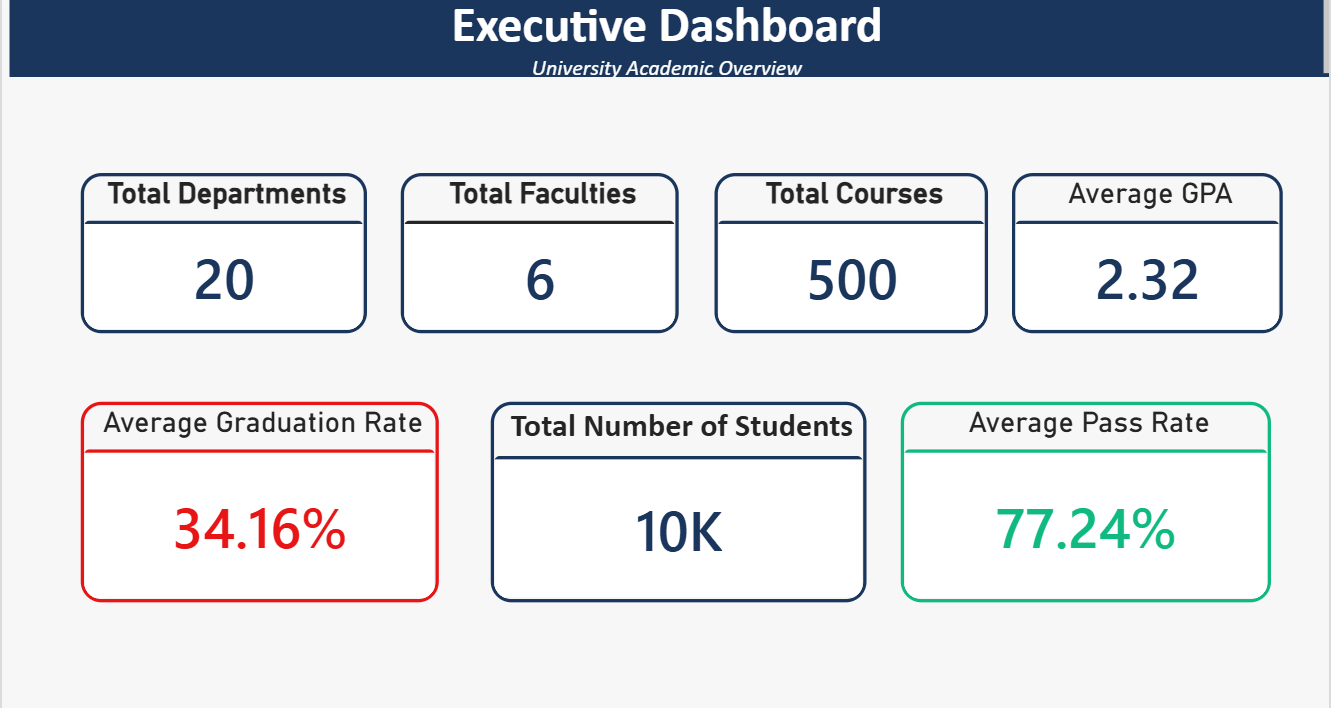 Executive Dashboard
University Academic Overview
Total Departments
20
Total Faculties
6
Total Courses
500
Average GPA
2.32
Average Graduation Rate
34.16%
Total Number of Students
10K
Average Pass Rate
77.24%